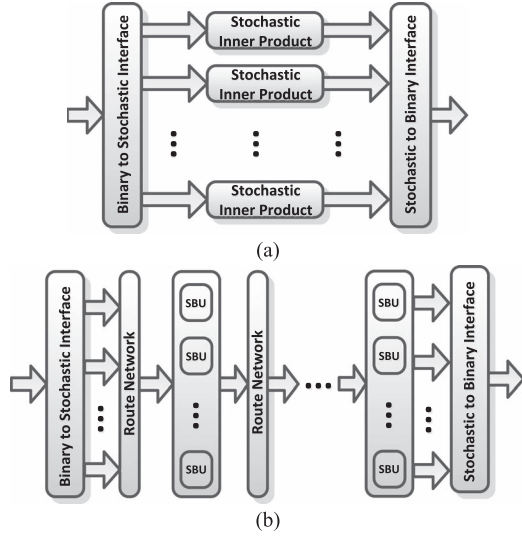 Binary to Stochastic Interface
Stochastic
Inner Product
Stochastic
Inner Product
Stochastic
Inner Product
Stochastic to Binary Interface
(a)
Binary to Stochastic Interface
Route Network
SBU
SBU
SBU
Route Network
SBU
SBU
SBU
Stochastic to Binary Interface
(b)